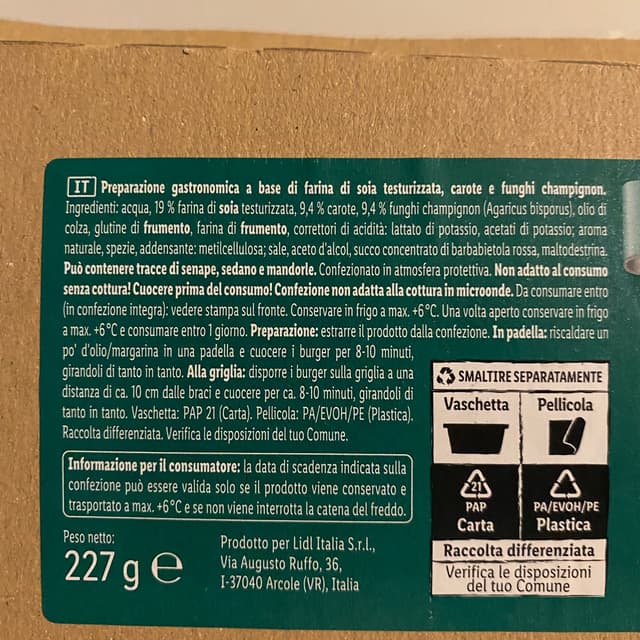 IT Preparazione gastronomica a base di farina di soia testurizzata, carote e funghi champignon.
Ingredienti: acqua, 19 % farina di soia testurizzata, 9,4 % carote, 9,4 % funghi champignon (Agaricus bisporus), olio di
colza, glutine di frumento, farina di frumento, correttori di acidità: lattato di potassio, acetati di potassio; aroma
naturale, spezie, addensante: metilcellulosa; sale, aceto d'alcol, succo concentrato di barbabietola rossa, maltodestrina.
Può contenere tracce di senape, sedano e mandorle. Confezionato in atmosfera protettiva. Non adatto al consumo
senza cottura! Cuocere prima del consumo! Confezione non adatta alla cottura in microonde. Da consumare entro
(in confezione integra): vedere stampa sul fronte. Conservare in frigo a max. +6°C. Una volta aperto conservare in frigo
a max. +6°C e consumare entro 1 giorno. Preparazione: estrarre il prodotto dalla confezione. In padella: riscaldare un
po' d'olio/margarina in una padella e cuocere i burger per 8-10 minuti,
girandoli di tanto in tanto. Alla griglia: disporre i burger sulla griglia a una
distanza di ca. 10 cm dalle braci e cuocere per ca. 8-10 minuti, girandoli di
tanto in tanto. Vaschetta: PAP 21 (Carta). Pellicola: PA/EVOH/PE (Plastica).
Raccolta differenziata. Verifica le disposizioni del tuo Comune.
Informazione per il consumatore: la data di scadenza indicata sulla
confezione può essere valida solo se il prodotto viene conservato e
trasportato a max. +6°C e se non viene interrotta la catena del freddo.
Peso netto:
227 g e
Prodotto per Lidl Italia S.r.l.,
Via Augusto Ruffo, 36,
I-37040 Arcole (VR), Italia
SMALTIRE SEPARATAMENTE
Vaschetta Pellicola
21
PAP PA/EVOH/PE
Carta Plastica
Raccolta differenziata
Verifica le disposizioni
del tuo Comune